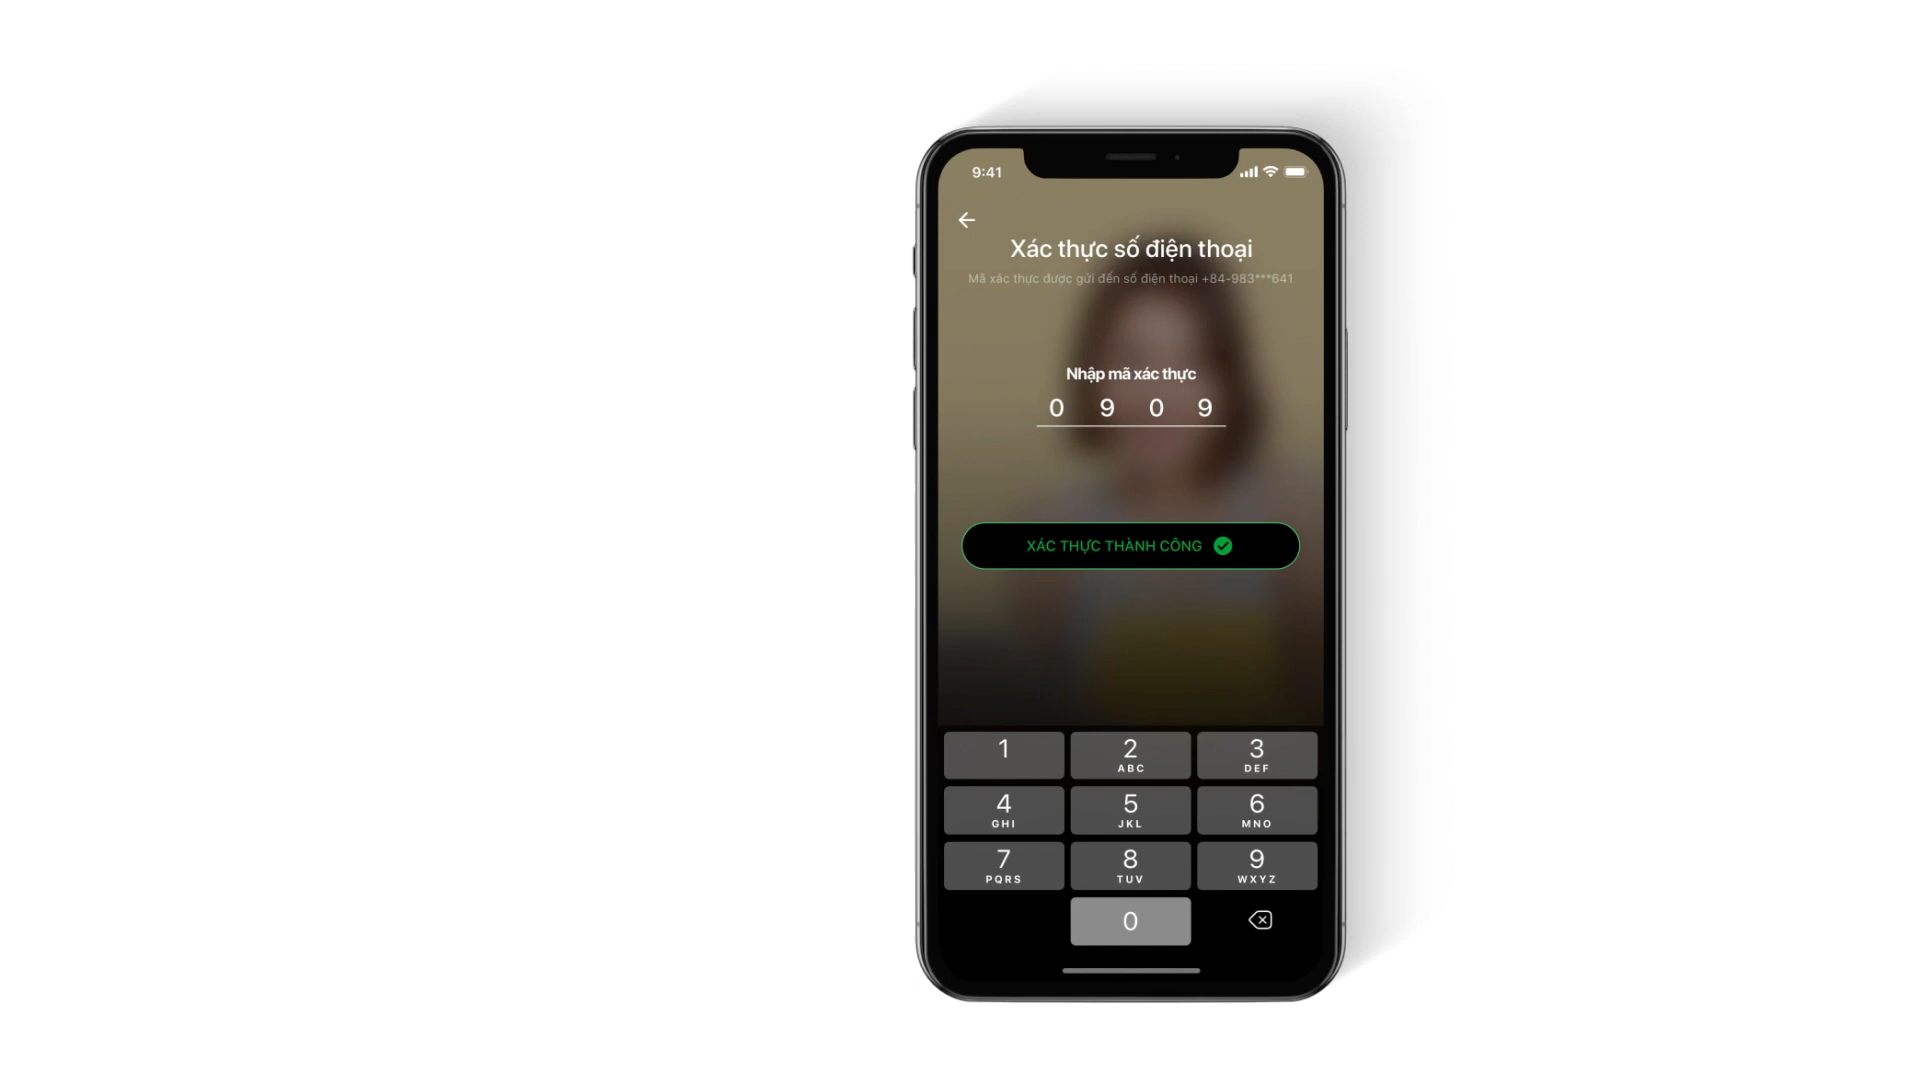 9:41
Xác thực số điện thoại
Mã xác thực được gửi đến số điện thoại +84-983***641
Nhập mã xác thực
0 9 0 9
XÁC THỰC THÀNH CÔNG
1 2 3
ABC DEF
4 5 6
GHI JKL MNO
7 8 9
PQRS TUV WXYZ
0